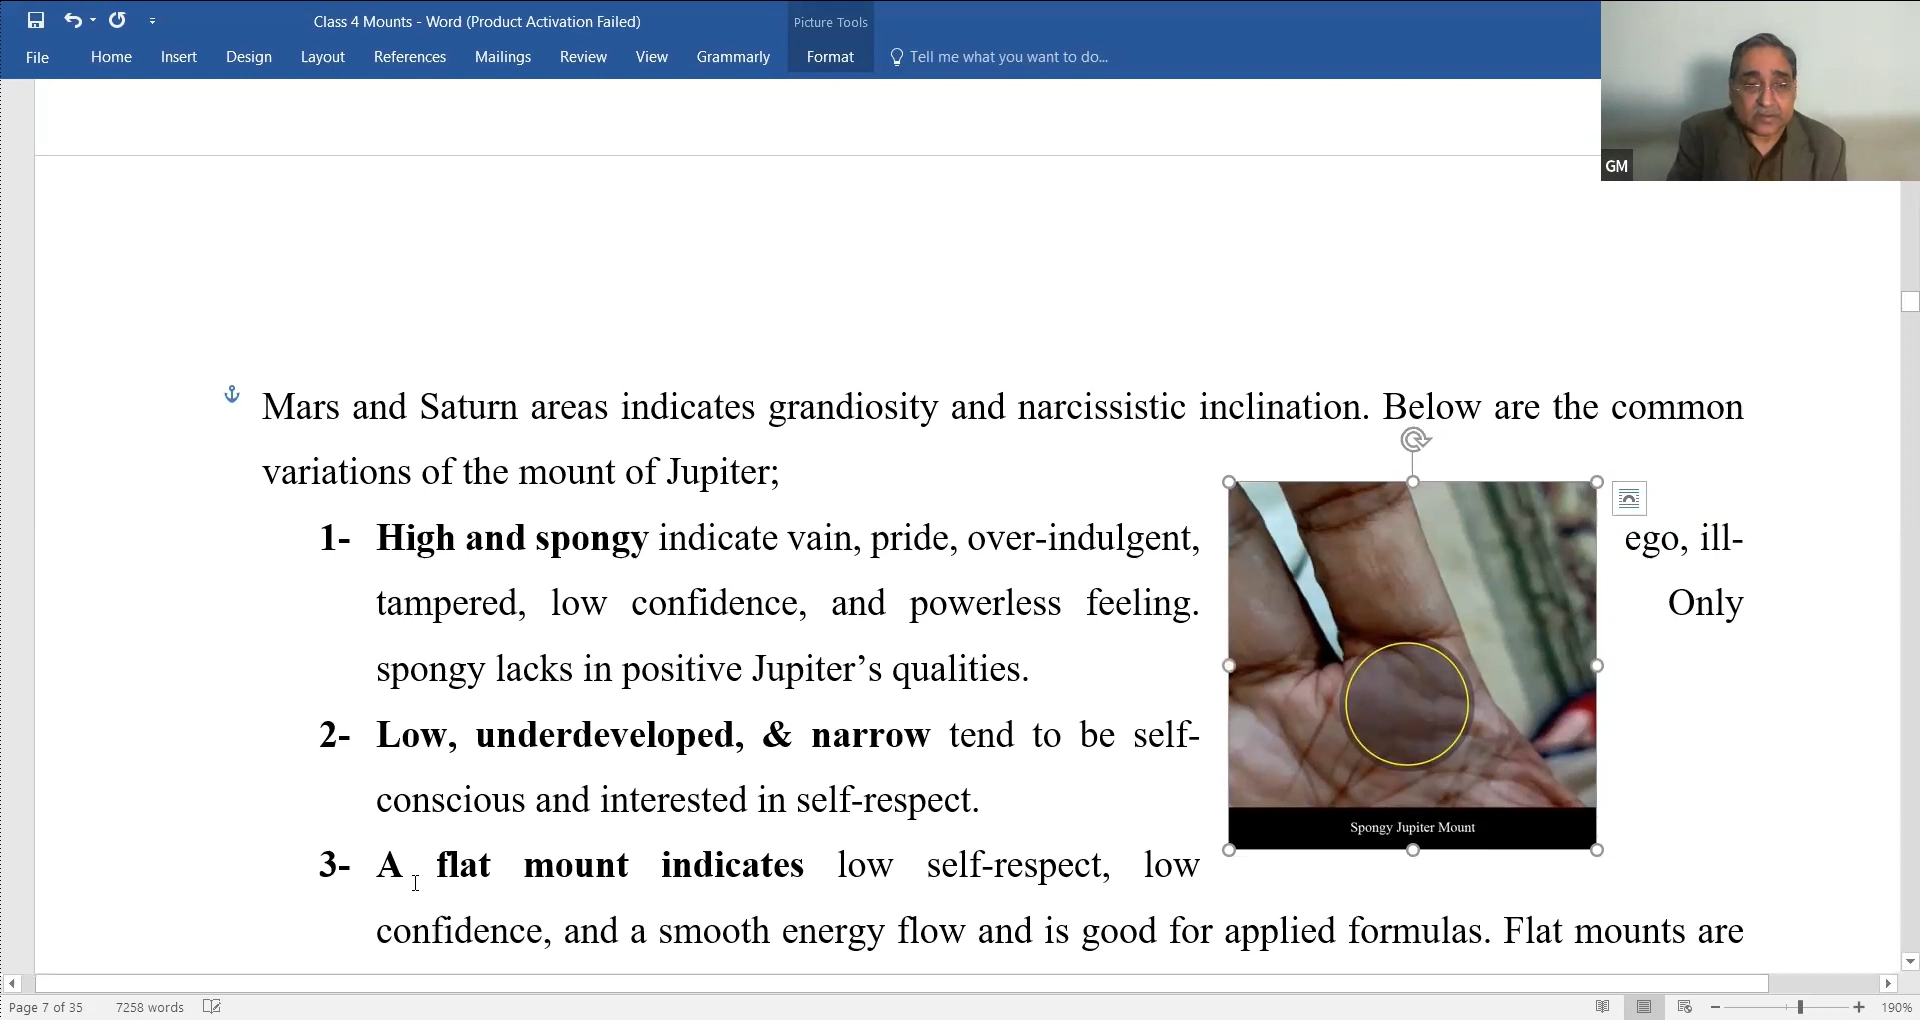 Class 4 Mounts - Word (Product Activation Failed)
Picture Tools
File Home Insert Design Layout References Mailings Review View Grammarly Format Tell me what you want to do...
GM
Mars and Saturn areas indicates grandiosity and narcissistic inclination. Below are the common
variations of the mount of Jupiter;
1- High and spongy indicate vain, pride, over-indulgent, ego, ill-
tampered, low confidence, and powerless feeling. Only
spongy lacks in positive Jupiter’s qualities.
2- Low, underdeveloped, & narrow tend to be self-
conscious and interested in self-respect.
Spongy Jupiter Mount
3- A flat mount indicates low self-respect, low
confidence, and a smooth energy flow and is good for applied formulas. Flat mounts are
Page 7 of 35 7258 words 190%